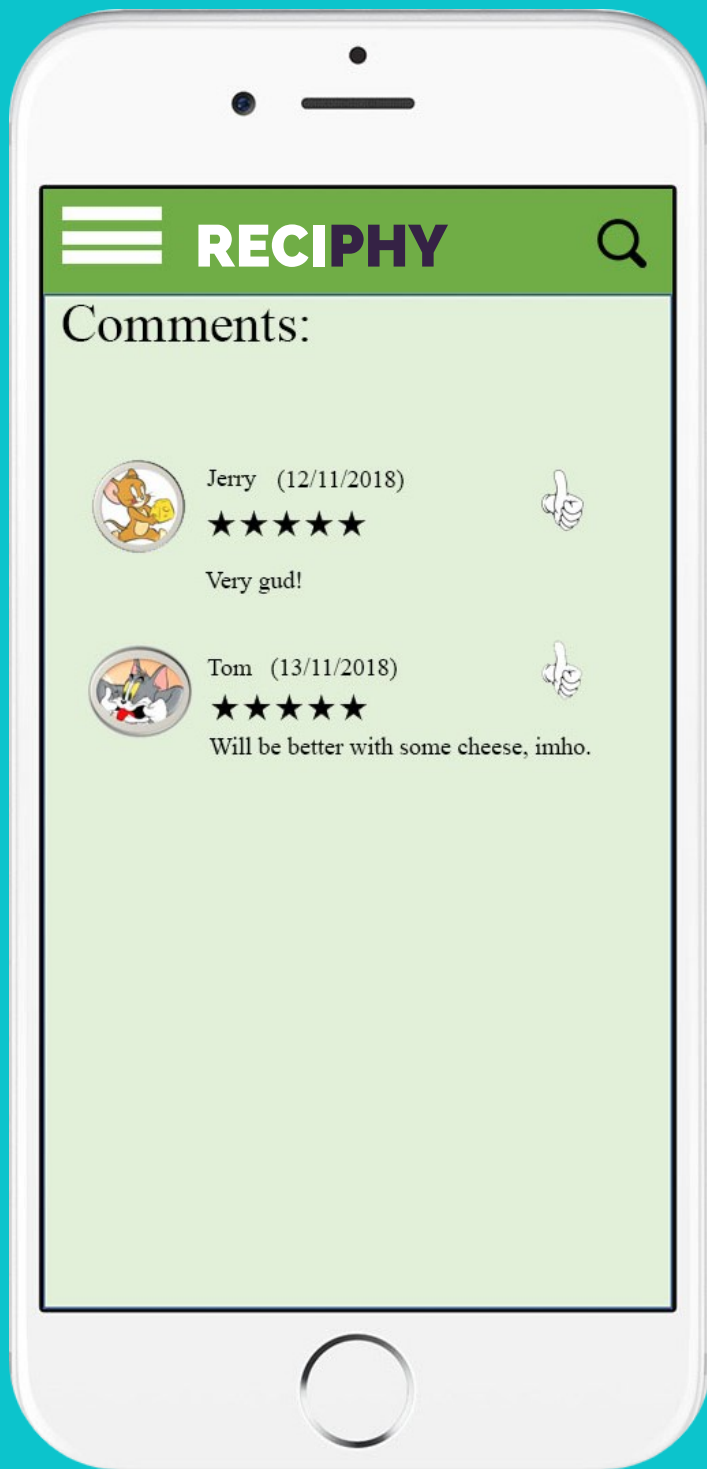 RECIPHY
Comments:
Jerry (12/11/2018)
★★★★★
Very gud!
Tom (13/11/2018)
★★★★★
Will be better with some cheese, imho.